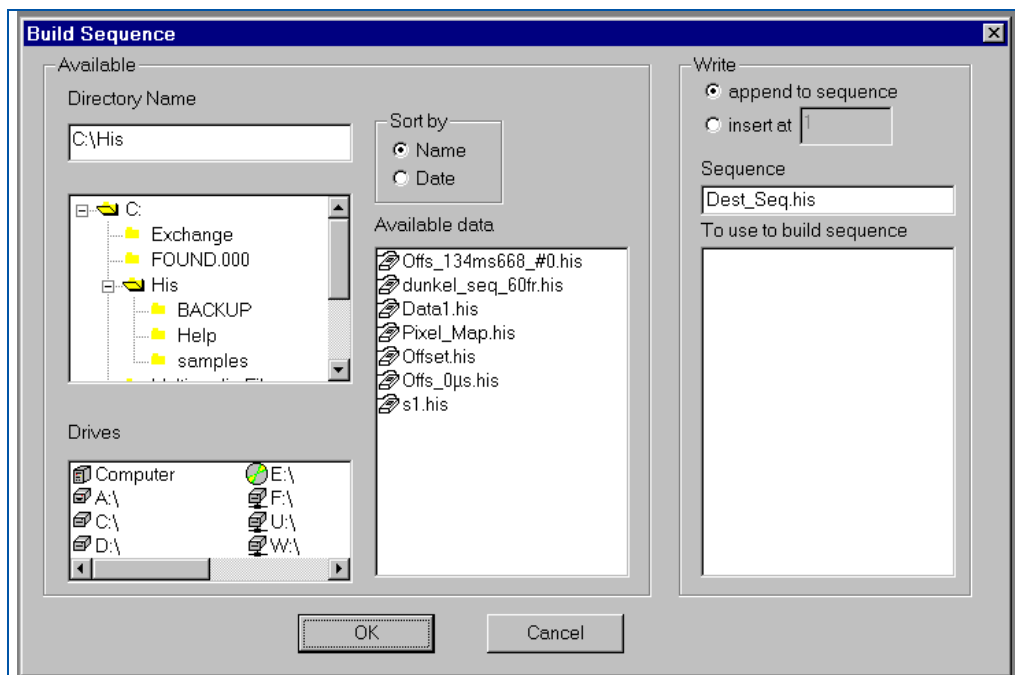 Build Sequence
Available
Directory Name
C:\His
Sort by
Name
Date
C:
Exchange
FOUND.000
His
BACKUP
Help
samples
Available data
Offs_134ms668_#0.his
dunkel_seq_60fr.his
Data1.his
Pixel_Map.his
Offset.his
Offs_0µs.his
s1.his
Drives
Computer
A:\
C:\
D:\
E:\
F:\
U:\
W:\
Write
append to sequence
insert at 1
Sequence
Dest_Seq.his
To use to build sequence
OK
Cancel